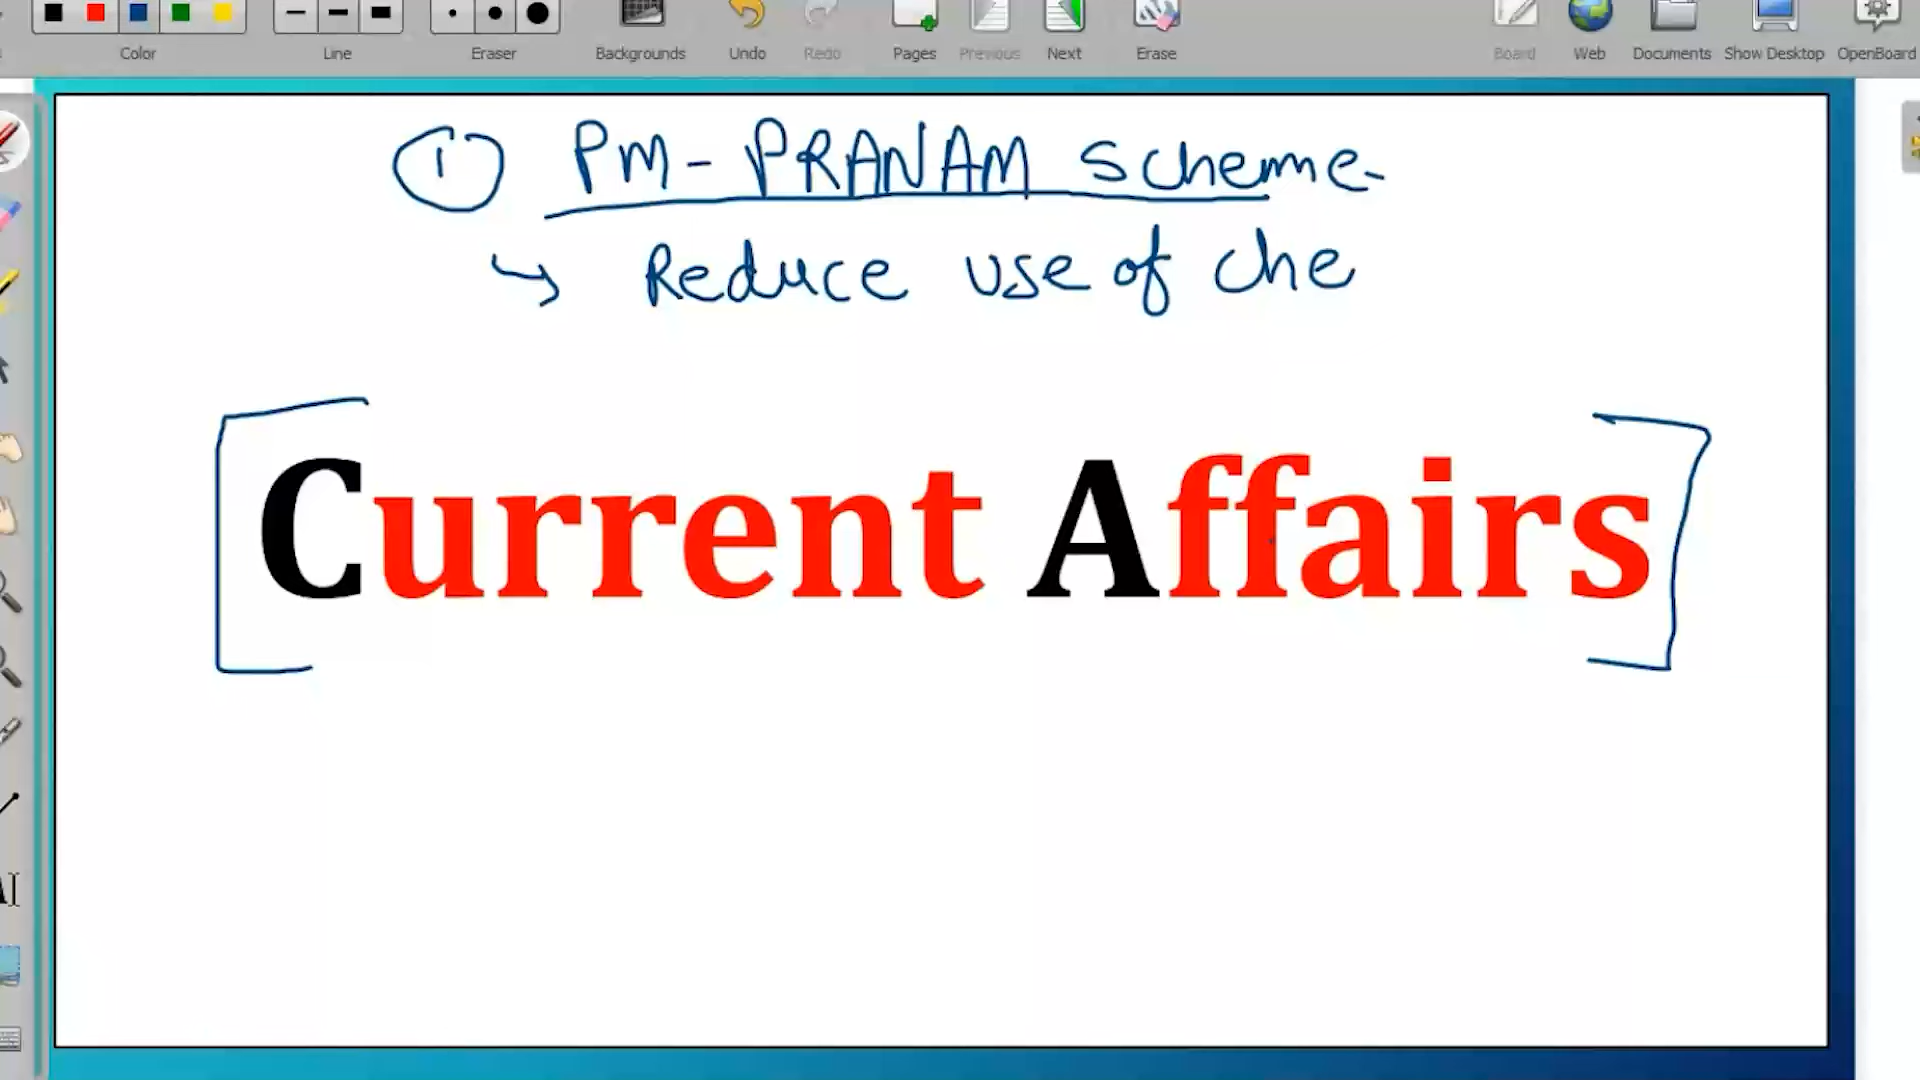 Color Line Eraser Backgrounds Undo Redo Pages Previous Next Erase Board Web Documents Show Desktop OpenBoard
1 PM-PRANAM Scheme-
↳ Reduce use of che
[Current Affairs]